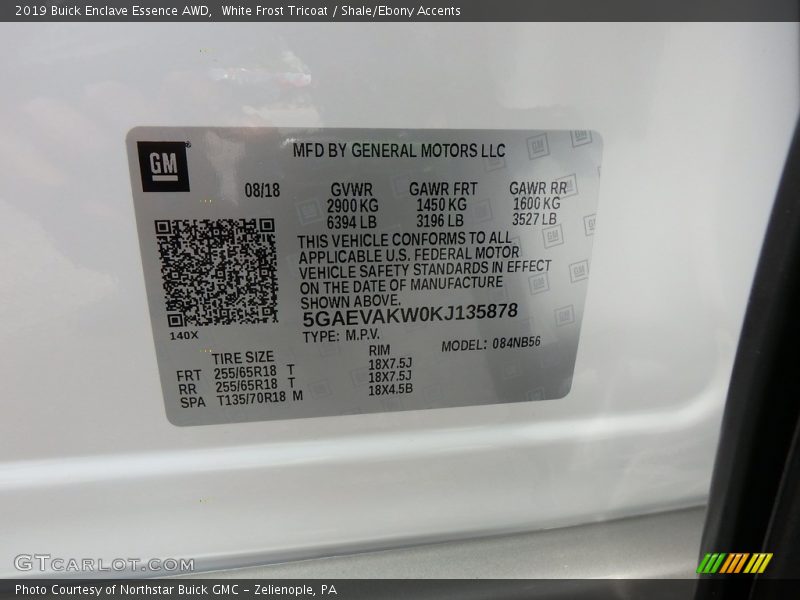 2019 Buick Enclave Essence AWD,  White Frost Tricoat / Shale/Ebony Accents
GM ®
MFD BY GENERAL MOTORS LLC
08/18 GVWR GAWR FRT GAWR RR
2900 KG 1450 KG 1600 KG
6394 LB 3196 LB 3527 LB
THIS VEHICLE CONFORMS TO ALL
APPLICABLE U.S. FEDERAL MOTOR
VEHICLE SAFETY STANDARDS IN EFFECT
ON THE DATE OF MANUFACTURE
SHOWN ABOVE.
5GAEVAKW0KJ135878
140X TYPE: M.P.V. MODEL: 084NB56
TIRE SIZE RIM
FRT 255/65R18 T 18X7.5J
RR 255/65R18 T 18X7.5J
SPA T135/70R18 M 18X4.5B
GTCARLOT.COM
Photo Courtesy of Northstar Buick GMC - Zelienople, PA